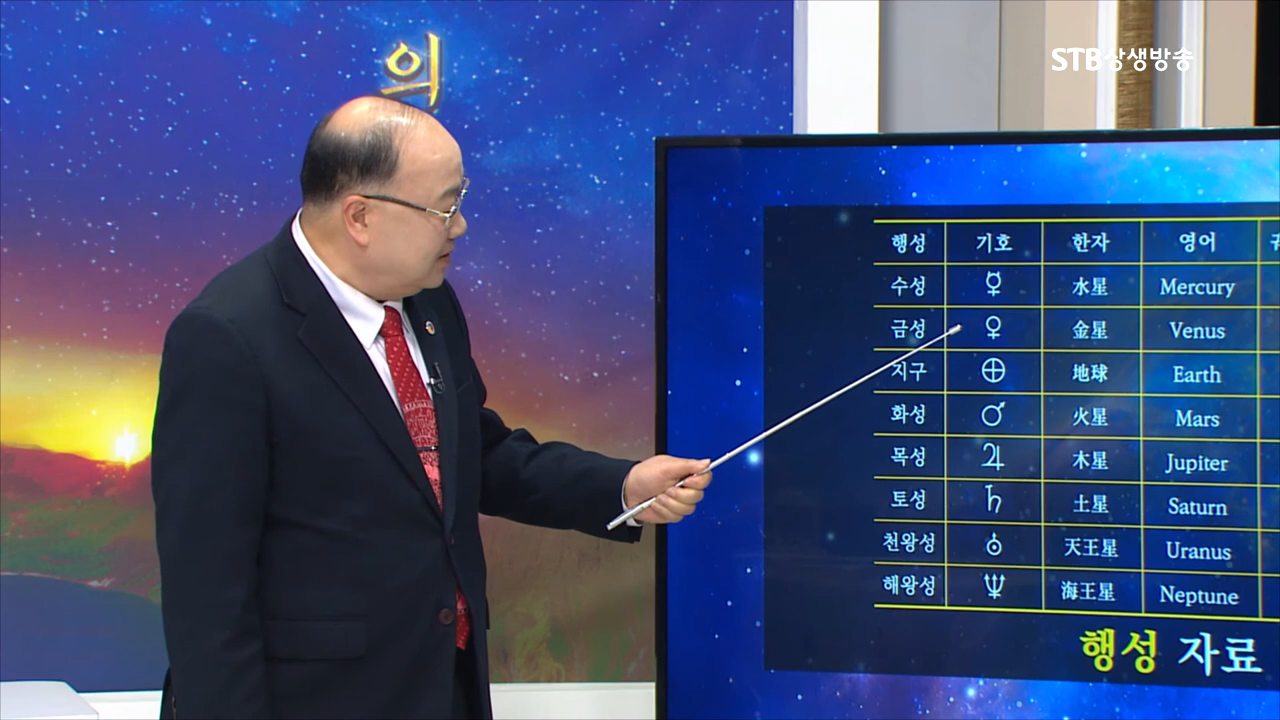 의
STB상생방송
행성 기호 한자 영어
수성 ☿ 水星 Mercury
금성 ♀ 金星 Venus
지구 ⊕ 地球 Earth
화성 ♂ 火星 Mars
목성 ♃ 木星 Jupiter
토성 ♄ 土星 Saturn
천왕성 ⛢ 天王星 Uranus
해왕성 ♆ 海王星 Neptune
행성 자료